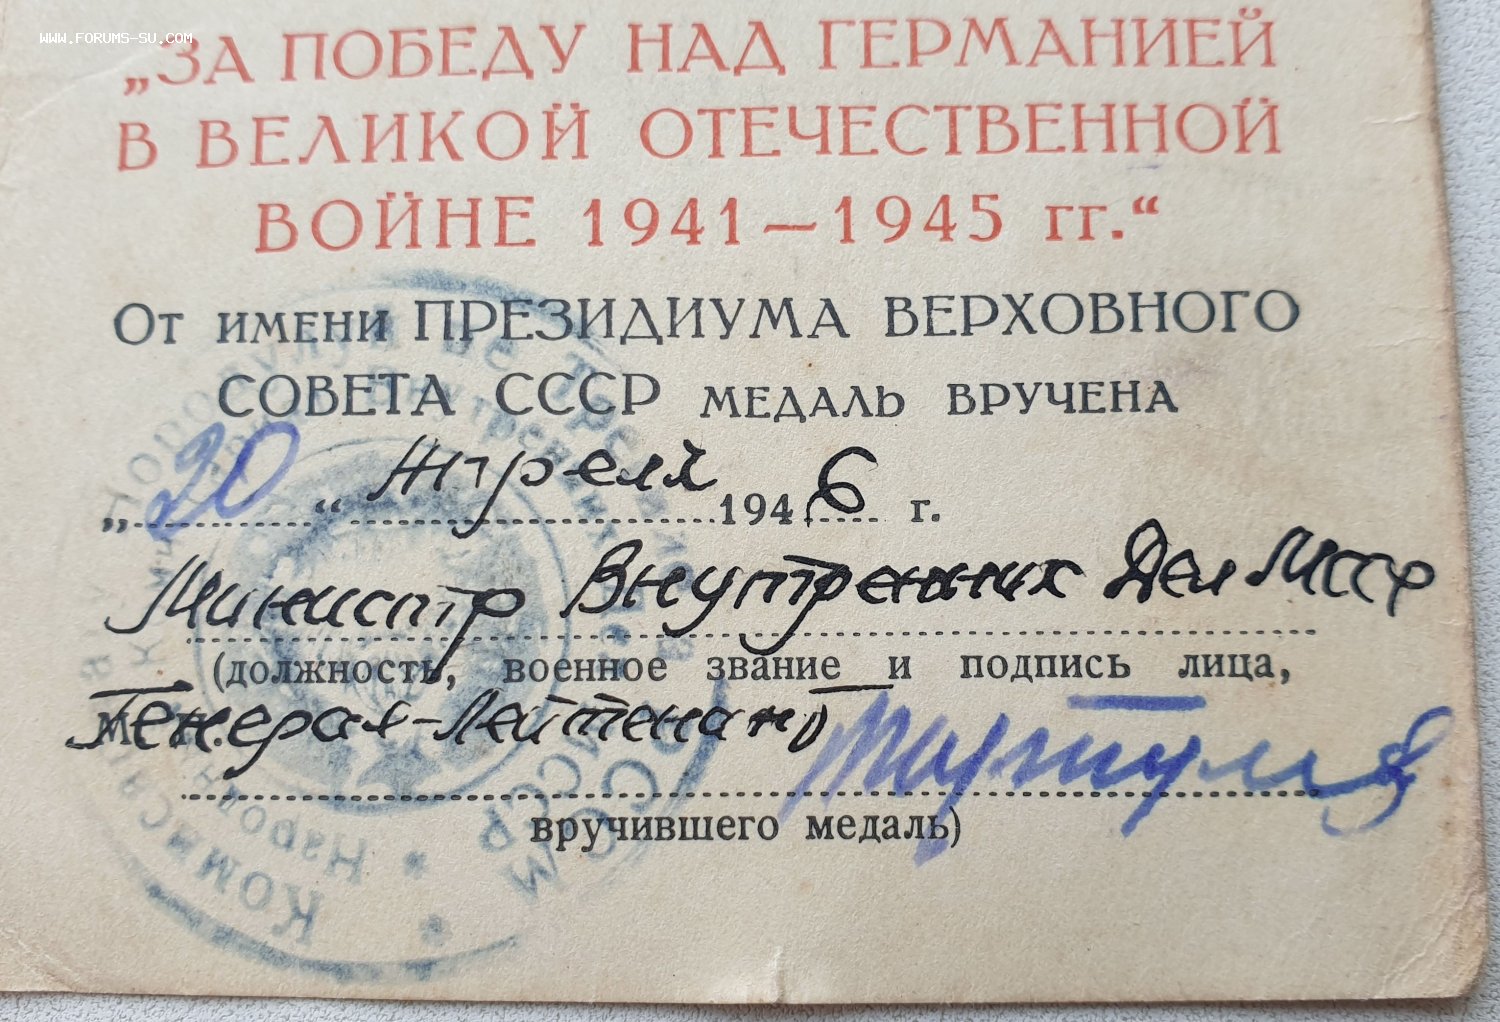 WWW.FORUMS-SU.COM
„ЗА ПОБЕДУ НАД ГЕРМАНИЕЙ
В ВЕЛИКОЙ ОТЕЧЕСТВЕННОЙ
ВОЙНЕ 1941—1945 гг.“
От имени ПРЕЗИДИУМА ВЕРХОВНОГО
СОВЕТА СССР МЕДАЛЬ ВРУЧЕНА
„20“ Апреля 1946 г.
Министр Внутренних Дел Мсср
(должность, военное звание и подпись лица,
Генерал-Лейтенант
вручившего медаль)